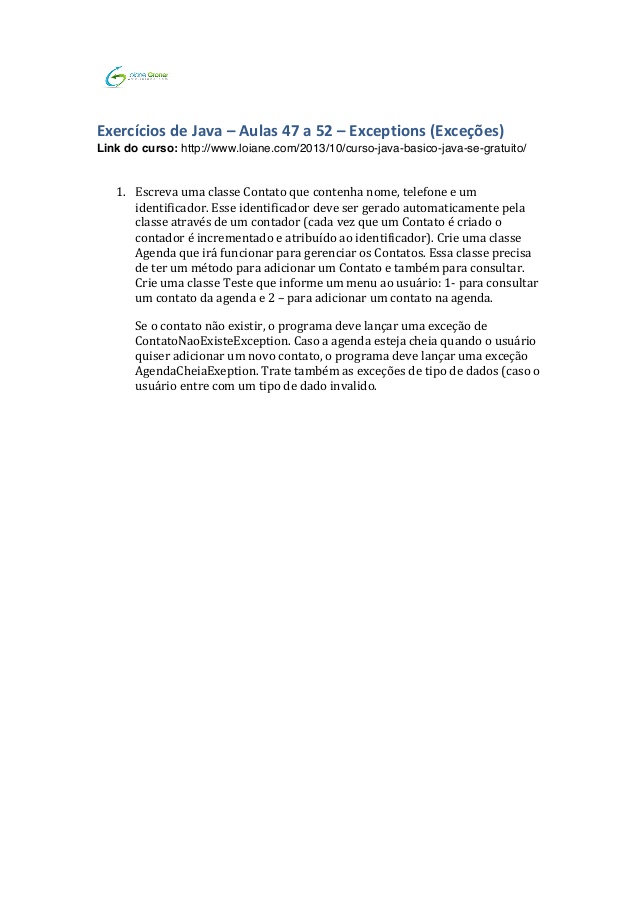 Loiane Groner
Exercícios de Java – Aulas 47 a 52 – Exceptions (Exceções)
Link do curso: http://www.loiane.com/2013/10/curso-java-basico-java-se-gratuito/
1. Escreva uma classe Contato que contenha nome, telefone e um
identificador. Esse identificador deve ser gerado automaticamente pela
classe através de um contador (cada vez que um Contato é criado o
contador é incrementado e atribuído ao identificador). Crie uma classe
Agenda que irá funcionar para gerenciar os Contatos. Essa classe precisa
de ter um método para adicionar um Contato e também para consultar.
Crie uma classe Teste que informe um menu ao usuário: 1- para consultar
um contato da agenda e 2 – para adicionar um contato na agenda.
Se o contato não existir, o programa deve lançar uma exceção de
ContatoNaoExisteException. Caso a agenda esteja cheia quando o usuário
quiser adicionar um novo contato, o programa deve lançar uma exceção
AgendaCheiaExeption. Trate também as exceções de tipo de dados (caso o
usuário entre com um tipo de dado invalido.